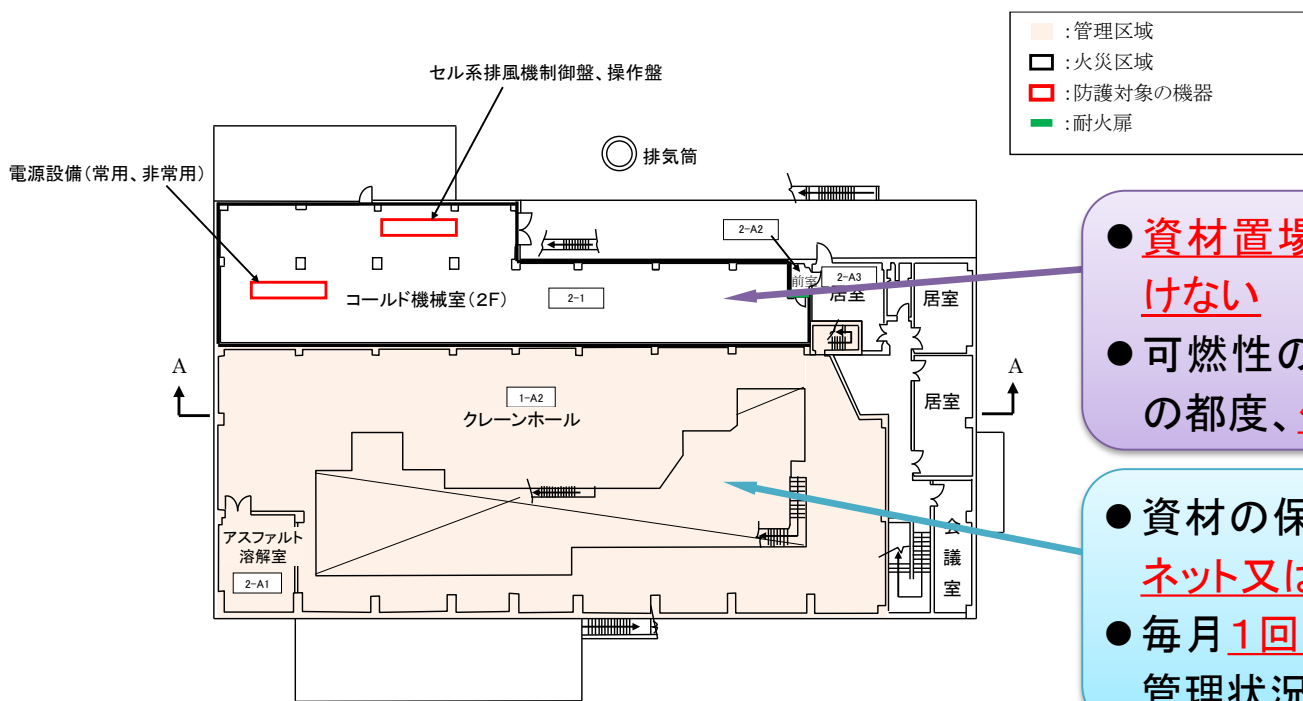 :管理区域
:火災区域
:防護対象の機器
:耐火扉
セル系排風機制御盤、操作盤
排気筒
電源設備(常用、非常用)
2-A2
前室
2-A3
居室
居室
コールド機械室(2F)
2-1
A
A
1-A2
クレーンホール
居室
アスファルト
溶解室
2-A1
会
議
室
●資材置場
けない
●可燃性の
の都度、
●資材の保
ネット又は
●毎月1回
管理状況